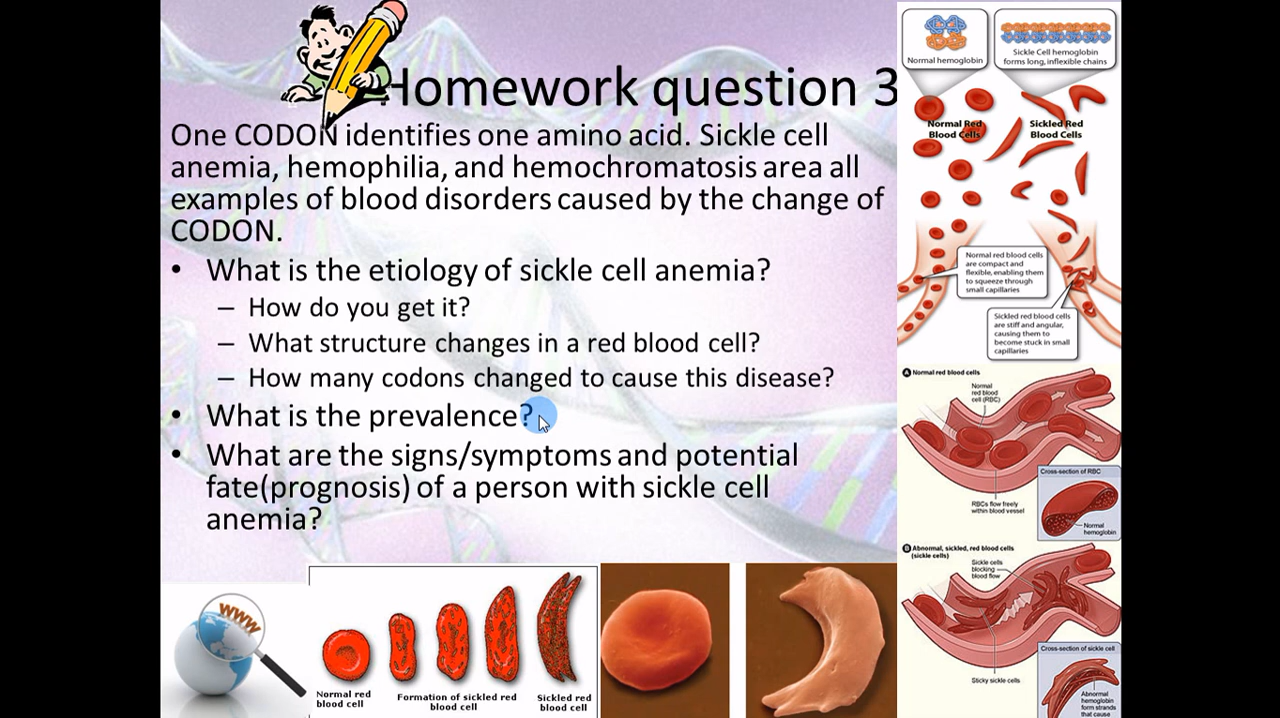 Homework question 3
One CODON identifies one amino acid. Sickle cell
anemia, hemophilia, and hemochromatosis area all
examples of blood disorders caused by the change of
CODON.
• What is the etiology of sickle cell anemia?
– How do you get it?
– What structure changes in a red blood cell?
– How many codons changed to cause this disease?
• What is the prevalence?
• What are the signs/symptoms and potential
fate(prognosis) of a person with sickle cell
anemia?
www
Normal red
blood cell
Formation of sickled red
blood cell
Sickled red
blood cell
Normal hemoglobin
Sickle Cell hemoglobin
forms long, inflexible chains
Normal Red
Blood Cells
Sickled Red
Blood Cells
Normal red blood cells
are compact and
flexible, enabling them
to squeeze through
small capillaries
Sickled red blood cells
are stiff and angular,
causing them to
become stuck in small
capillaries
A Normal red blood cells
Normal
red blood
cell (RBC)
RBCs flow freely
within blood vessel
Cross-section of RBC
Normal
hemoglobin
B Abnormal, sickled, red blood cells
(sickle cells)
Sickle cells
blocking
blood flow
Sticky sickle cells
Cross-section of sickle cell
Abnormal
hemoglobin
form strands
that cause